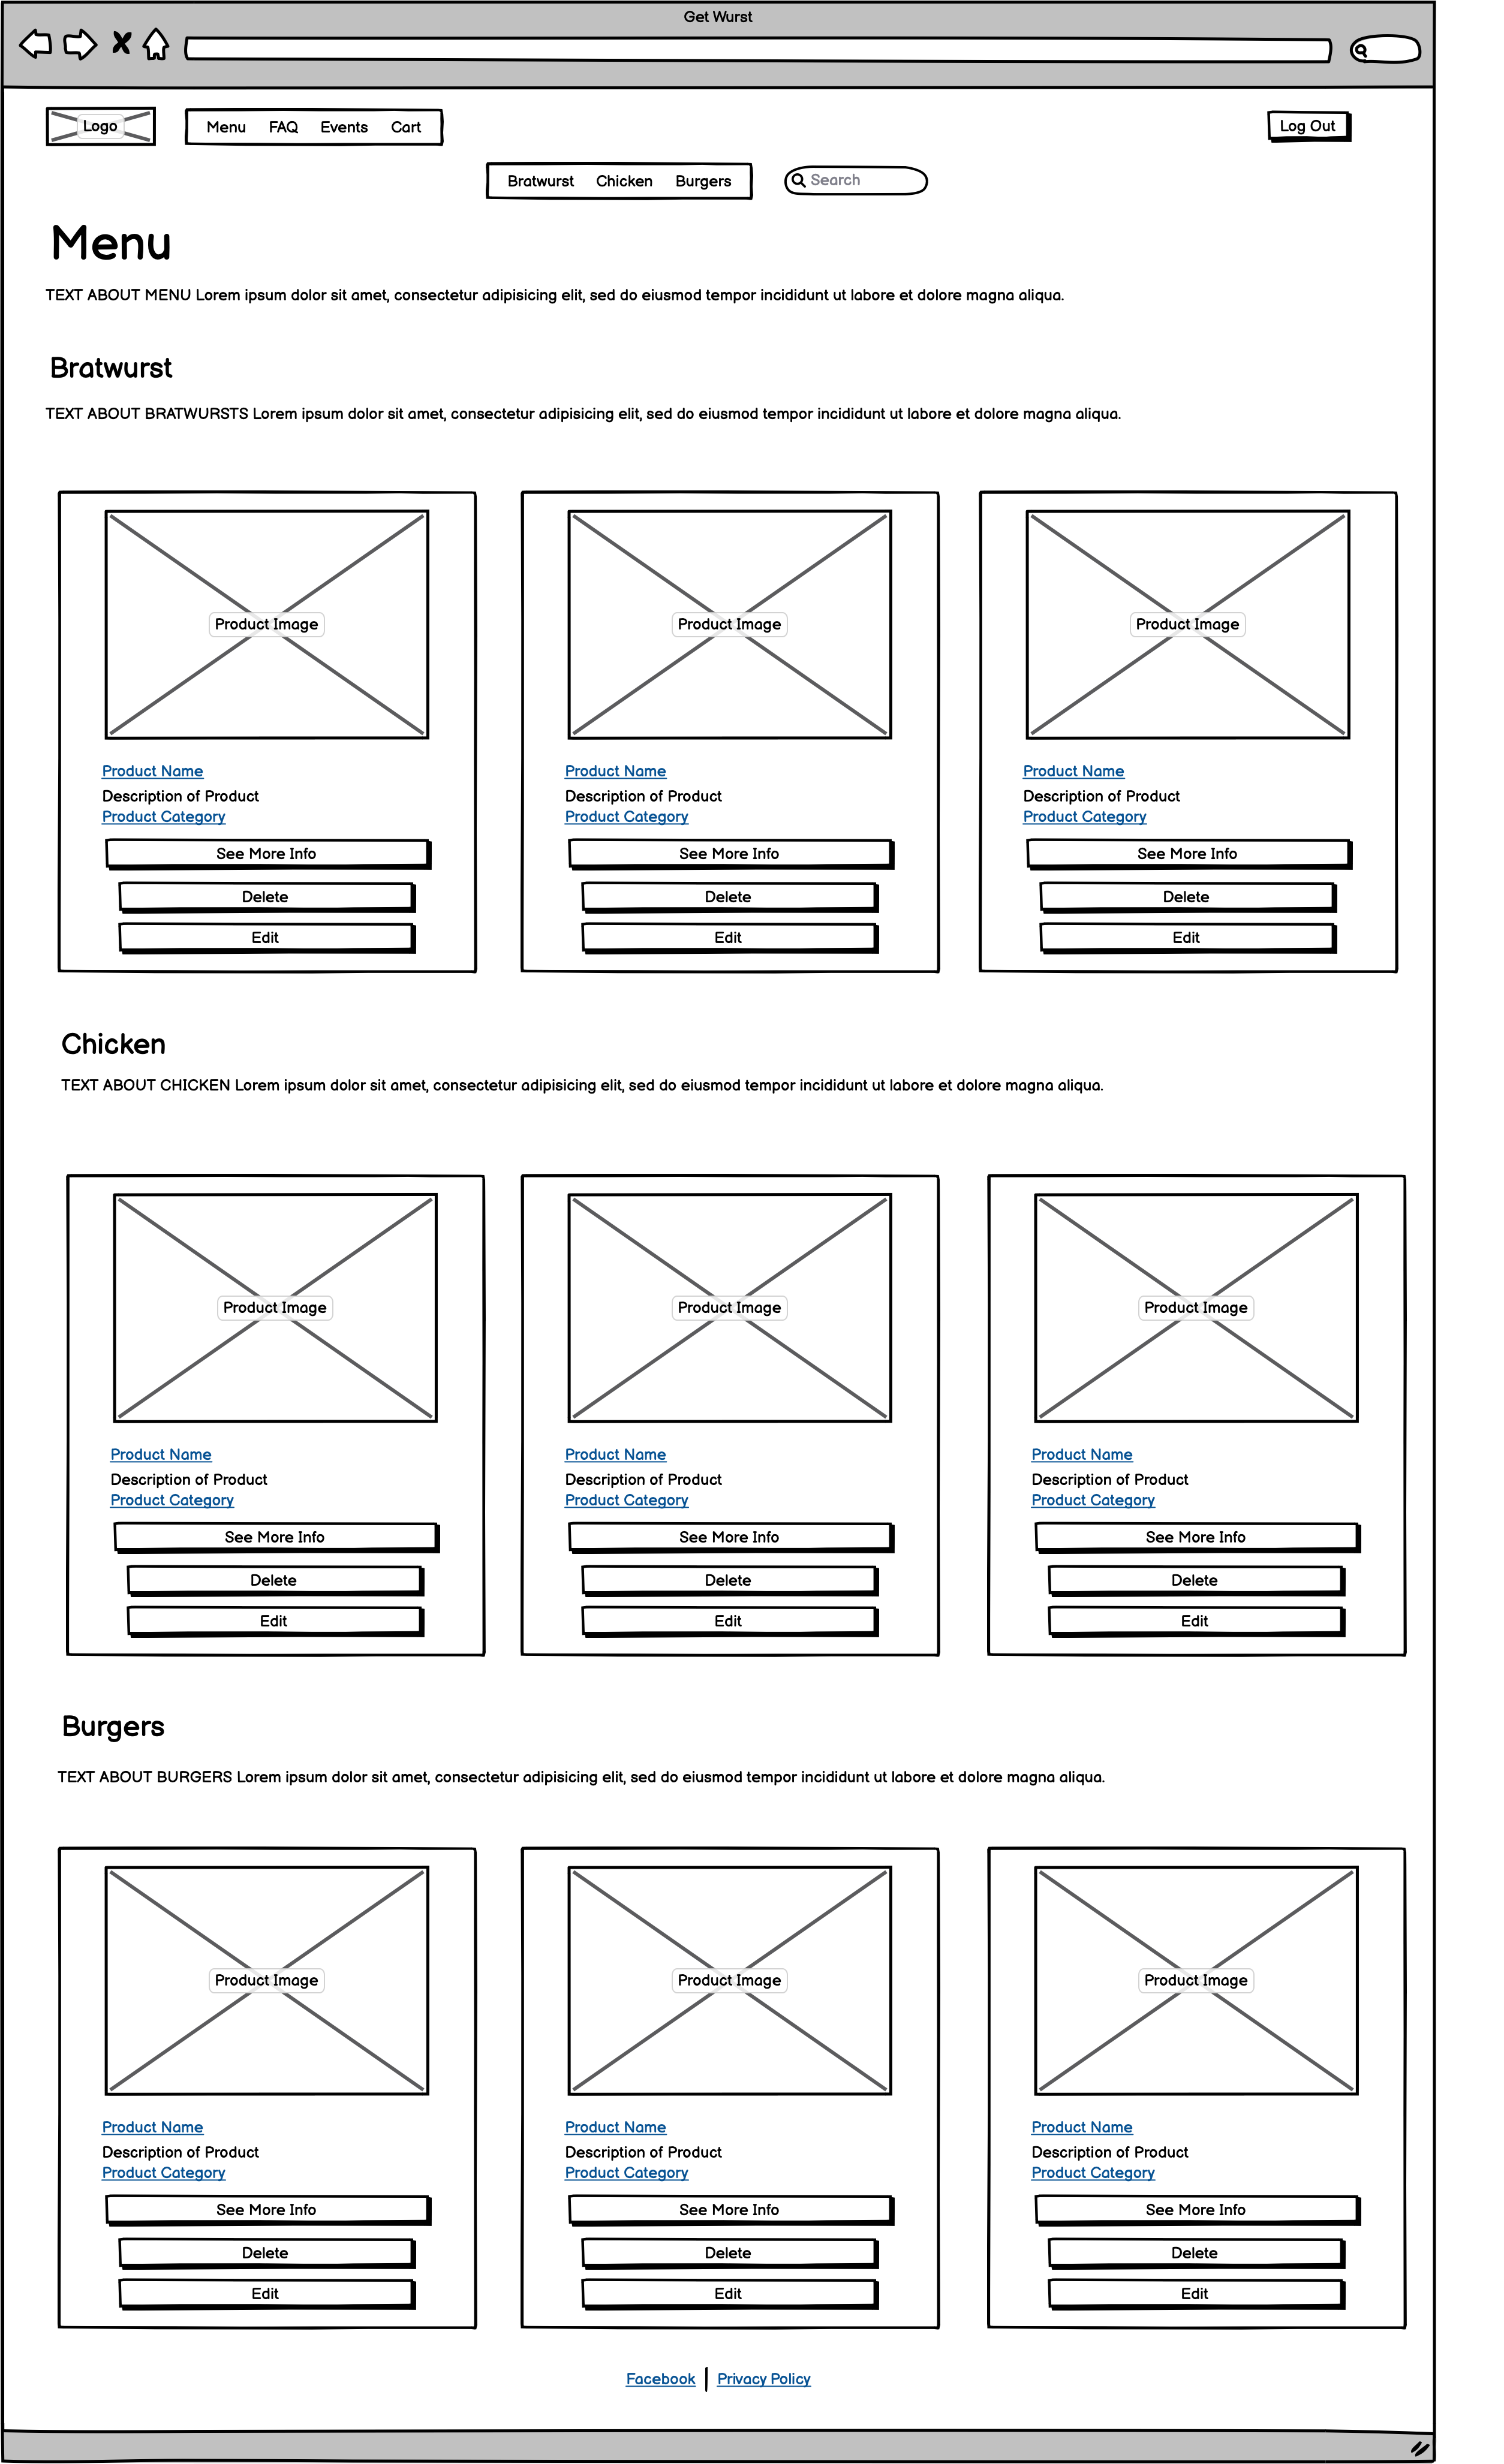 Get Wurst
Logo Menu FAQ Events Cart Log Out
Bratwurst Chicken Burgers Search
Menu
TEXT ABOUT MENU Lorem ipsum dolor sit amet, consectetur adipisicing elit, sed do eiusmod tempor incididunt ut labore et dolore magna aliqua.
Bratwurst
TEXT ABOUT BRATWURSTS Lorem ipsum dolor sit amet, consectetur adipisicing elit, sed do eiusmod tempor incididunt ut labore et dolore magna aliqua.
Product Image Product Image Product Image
Product Name Product Name Product Name
Description of Product Description of Product Description of Product
Product Category Product Category Product Category
See More Info See More Info See More Info
Delete Delete Delete
Edit Edit Edit
Chicken
TEXT ABOUT CHICKEN Lorem ipsum dolor sit amet, consectetur adipisicing elit, sed do eiusmod tempor incididunt ut labore et dolore magna aliqua.
Product Image Product Image Product Image
Product Name Product Name Product Name
Description of Product Description of Product Description of Product
Product Category Product Category Product Category
See More Info See More Info See More Info
Delete Delete Delete
Edit Edit Edit
Burgers
TEXT ABOUT BURGERS Lorem ipsum dolor sit amet, consectetur adipisicing elit, sed do eiusmod tempor incididunt ut labore et dolore magna aliqua.
Product Image Product Image Product Image
Product Name Product Name Product Name
Description of Product Description of Product Description of Product
Product Category Product Category Product Category
See More Info See More Info See More Info
Delete Delete Delete
Edit Edit Edit
Facebook Privacy Policy